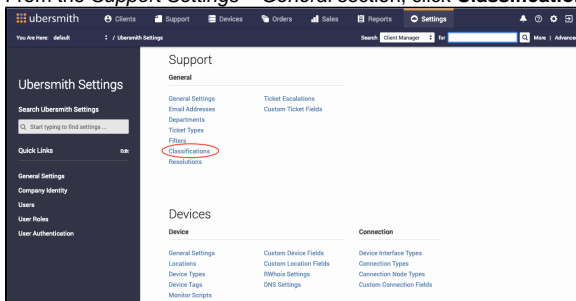 From the Support Settings – General section, click Classification
ubersmith Clients Support Devices Orders Sales Reports Settings
You Are Here: default / Ubersmith Settings Search Client Manager for More | Advanced
Support
Ubersmith Settings
General
Search Ubersmith Settings
Start typing to find settings ...
General Settings Ticket Escalations
Email Addresses Custom Ticket Fields
Departments
Ticket Types
Filters
Classifications
Resolutions
Quick Links Edit
General Settings
Company Identity
Users
User Roles
User Authentication
Devices
Device Connection
General Settings Custom Device Fields Device Interface Types
Locations Custom Location Fields Connection Types
Device Types RWhois Settings Connection Node Types
Device Tags DNS Settings Custom Connection Fields
Monitor Scripts